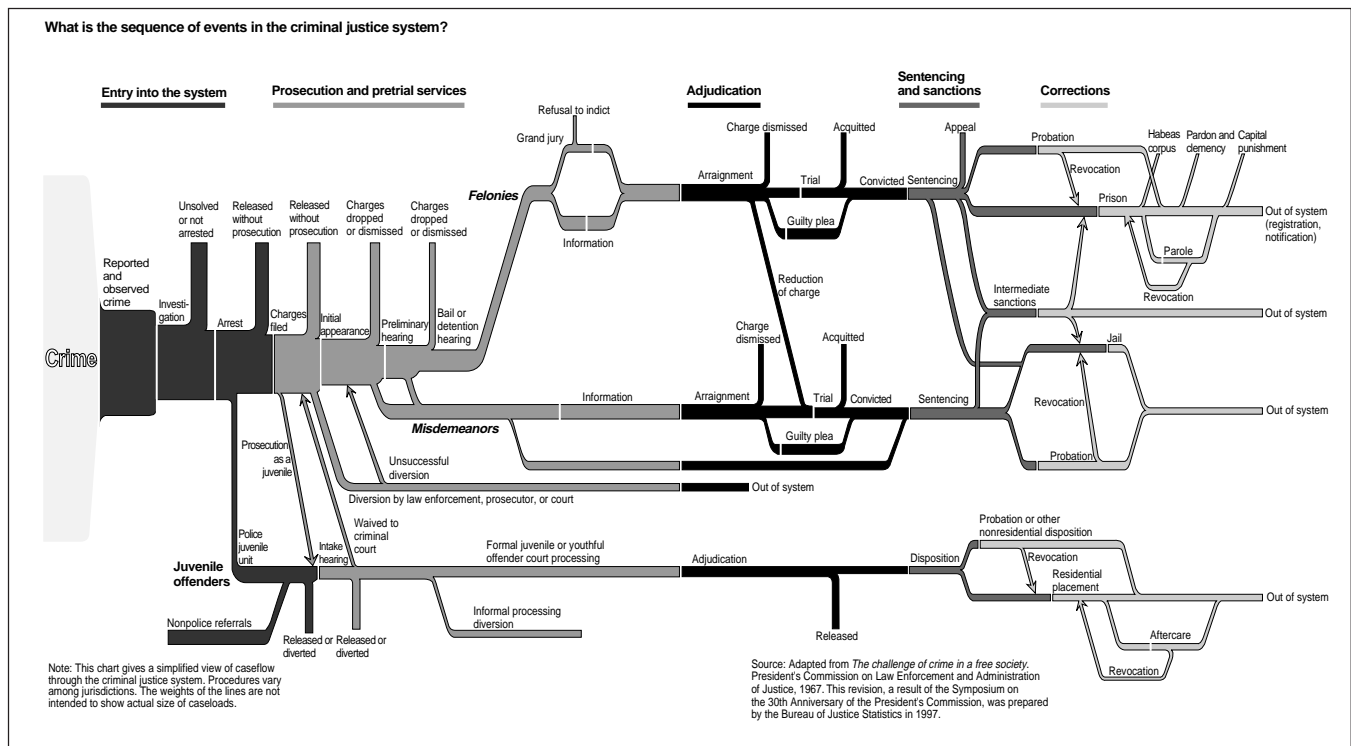 What is the sequence of events in the criminal justice system?
Entry into the system
Prosecution and pretrial services
Adjudication
Sentencing
and sanctions
Corrections
Crime
Reported and
observed
crime
Investi-
gation
Unsolved
or not
arrested
Arrest
Released
without
prosecution
Charges
filed
Released
without
prosecution
Initial
appearance
Charges
dropped
or dismissed
Preliminary
hearing
Charges
dropped
or dismissed
Bail or
detention
hearing
Felonies
Refusal to indict
Grand jury
Information
Arraignment
Charge dismissed
Trial
Acquitted
Guilty plea
Convicted
Reduction
of charge
Sentencing
Appeal
Probation
Revocation
Prison
Habeas
corpus
Pardon and
clemency
Capital
punishment
Parole
Revocation
Out of system
(registration,
notification)
Intermediate
sanctions
Out of system
Misdemeanors
Information
Arraignment
Charge
dismissed
Trial
Acquitted
Guilty plea
Convicted
Sentencing
Jail
Revocation
Probation
Out of system
Unsuccessful
diversion
Diversion by law enforcement, prosecutor, or court
Out of system
Prosecution
as a
juvenile
Waived to
criminal
court
Police
juvenile
unit
Juvenile
offenders
Nonpolice referrals
Intake
hearing
Released or
diverted
Released or
diverted
Formal juvenile or youthful
offender court processing
Informal processing
diversion
Adjudication
Released
Disposition
Probation or other
nonresidential disposition
Revocation
Residential
placement
Aftercare
Revocation
Out of system
Note: This chart gives a simplified view of caseflow
through the criminal justice system. Procedures vary
among jurisdictions. The weights of the lines are not
intended to show actual size of caseloads.
Source: Adapted from The challenge of crime in a free society.
President's Commission on Law Enforcement and Administration
of Justice, 1967. This revision, a result of the Symposium on
the 30th Anniversary of the President's Commission, was prepared
by the Bureau of Justice Statistics in 1997.